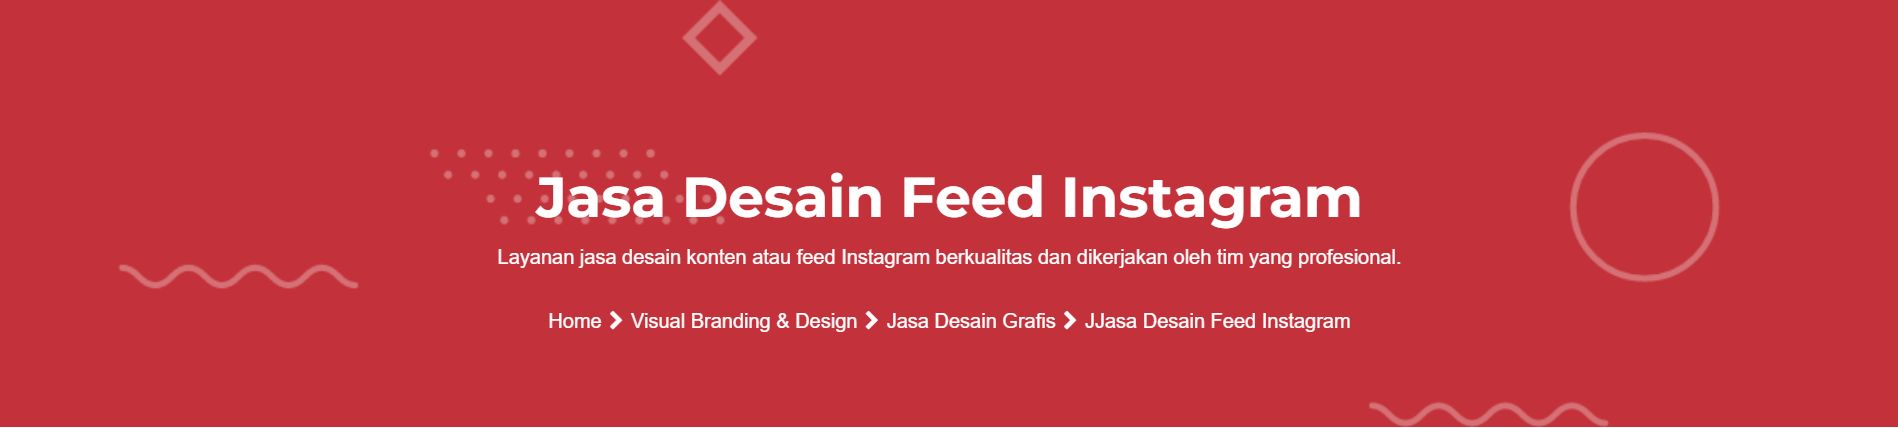 Jasa Desain Feed Instagram
Layanan jasa desain konten atau feed Instagram berkualitas dan dikerjakan oleh tim yang profesional.
Home > Visual Branding & Design > Jasa Desain Grafis > JJasa Desain Feed Instagram